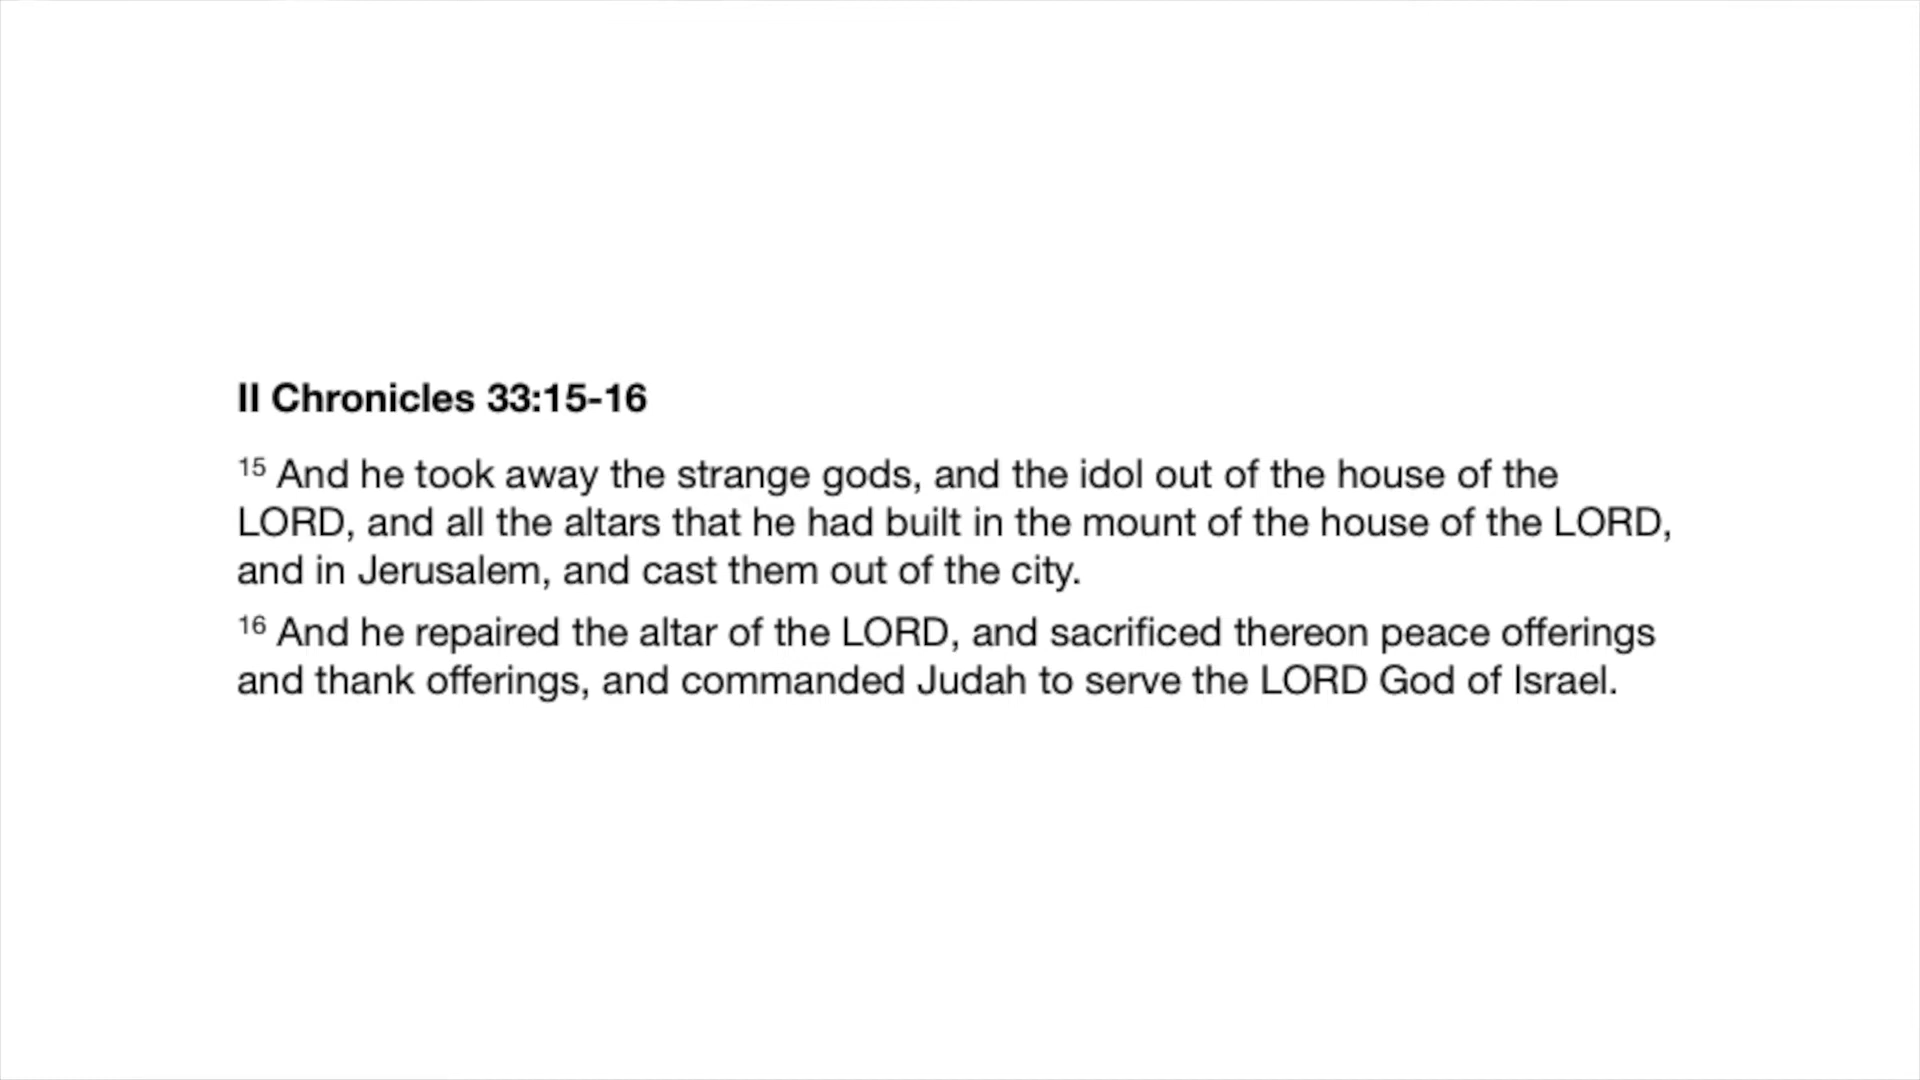 II Chronicles 33:15-16
15 And he took away the strange gods, and the idol out of the house of the
LORD, and all the altars that he had built in the mount of the house of the LORD,
and in Jerusalem, and cast them out of the city.
16 And he repaired the altar of the LORD, and sacrificed thereon peace offerings
and thank offerings, and commanded Judah to serve the LORD God of Israel.